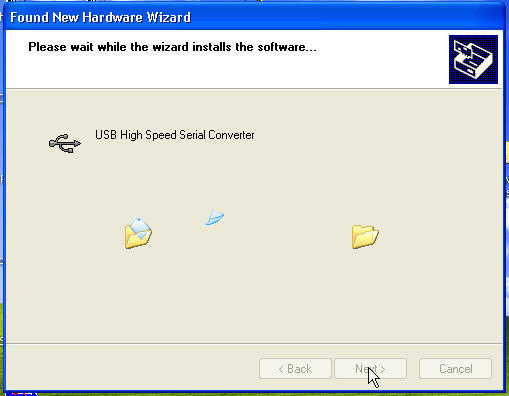 Found New Hardware Wizard
Please wait while the wizard installs the software...
USB High Speed Serial Converter
< Back
Next >
Cancel